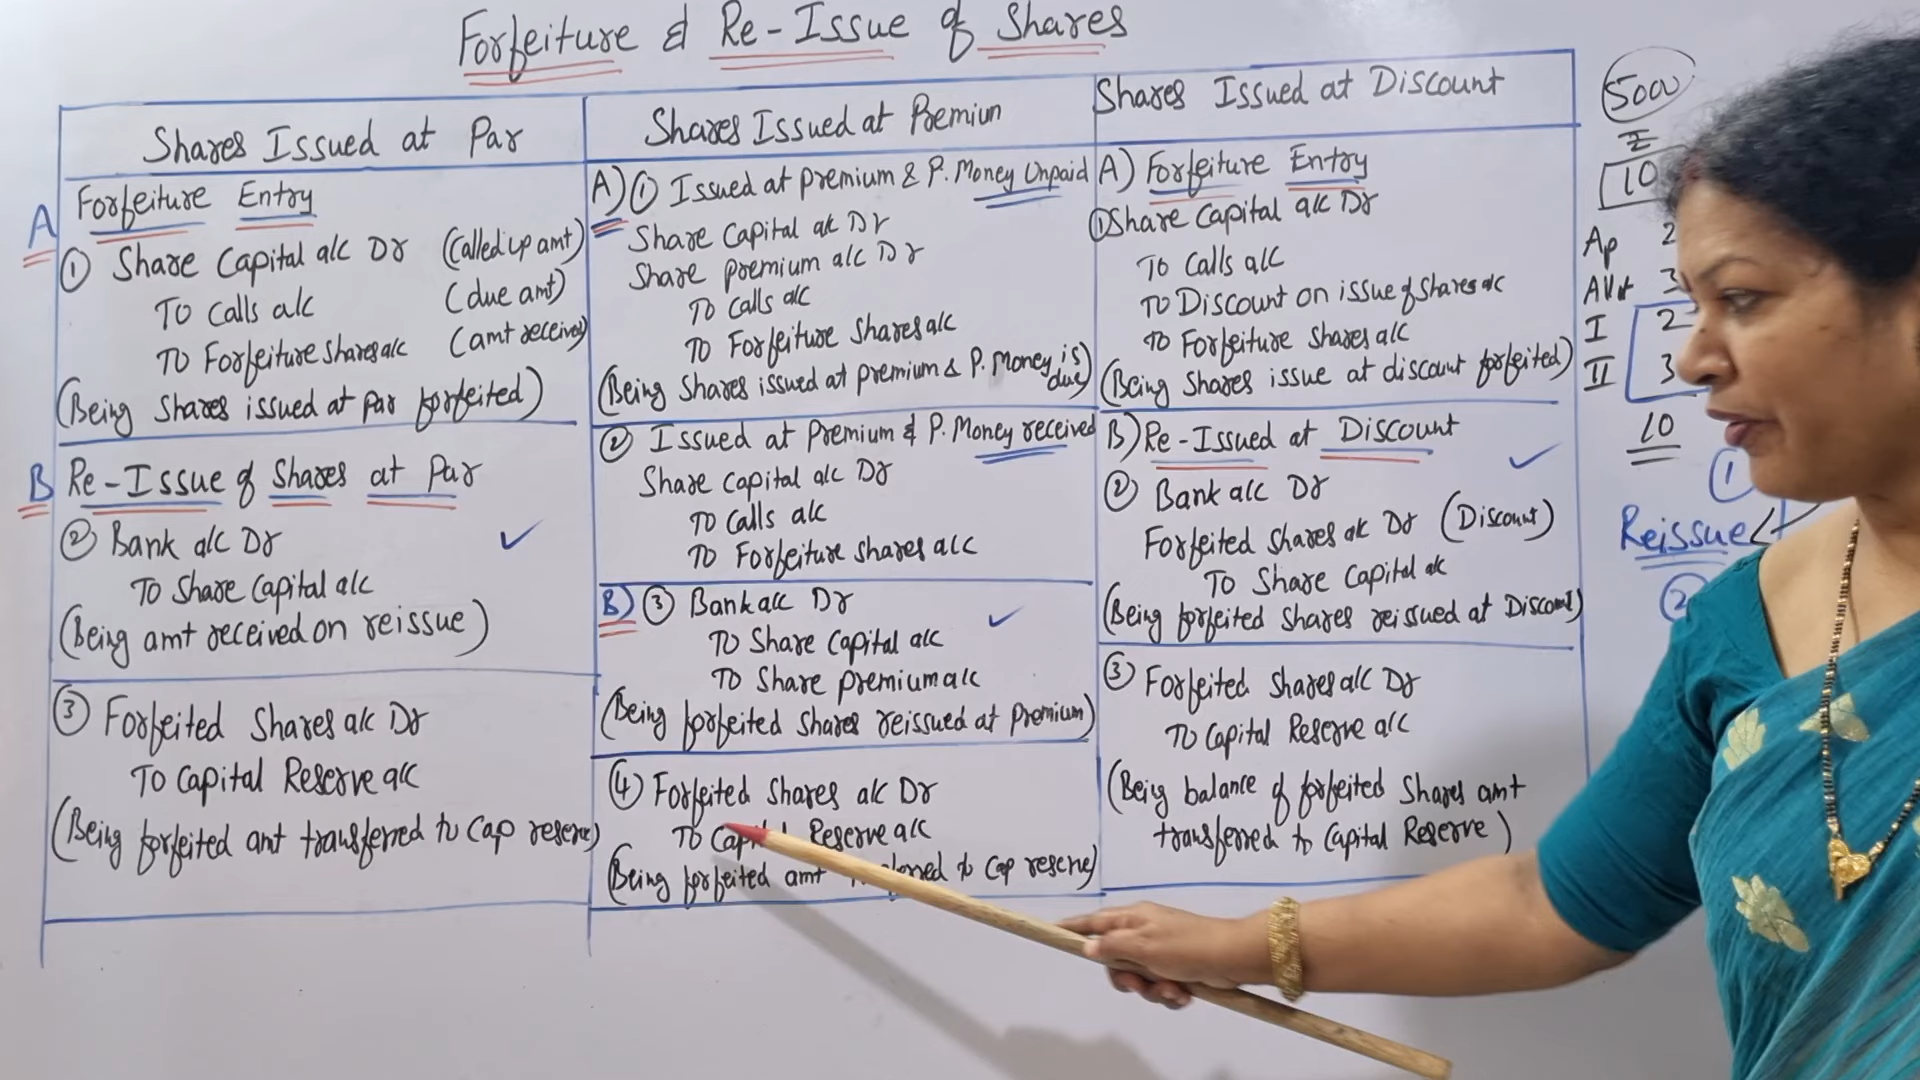 Forfeiture & Re-Issue of Shares
Shares Issued at Par
A
Forfeiture Entry
① Share Capital a/c Dr (Called up amt)
To Calls a/c (due amt)
To Forfeiture Shares a/c (amt received)
(Being Shares issued at Par forfeited)
B
Re-Issue of Shares at Par
② Bank a/c Dr
To Share Capital a/c
(Being amt received on reissue)
③ Forfeited Shares a/c Dr
To Capital Reserve a/c
(Being forfeited amt transferred to Cap reserve)
Shares Issued at Premium
A) ① Issued at premium & P. Money Unpaid
Share Capital a/c Dr
Share premium a/c Dr
To Calls a/c
To Forfeiture Shares a/c
(Being Shares issued at premium & P. Money is due)
② Issued at Premium & P. Money received
Share Capital a/c Dr
To Calls a/c
To Forfeiture Shares a/c
B) ③ Bank a/c Dr
To Share Capital a/c
To Share premium a/c
(Being forfeited Shares reissued at Premium)
④ Forfeited Shares a/c Dr
To Reserve a/c
(Being forfeited amt to Cap reserve)
Shares Issued at Discount
A) Forfeiture Entry
① Share Capital a/c Dr
To Calls a/c
To Discount on issue of Shares a/c
To Forfeiture Shares a/c
(Being Shares issue at discount forfeited)
B) Re-Issued at Discount
② Bank a/c Dr
Forfeited Shares a/c Dr (Discount)
To Share Capital a/c
(Being forfeited Shares reissued at Discount)
③ Forfeited Shares a/c Dr
To Capital Reserve a/c
(Being balance of forfeited Shares amt
transferred to Capital Reserve)
5000
10
Ap 2
Allt 3
I 2
II 3
10
①
Reissue
②